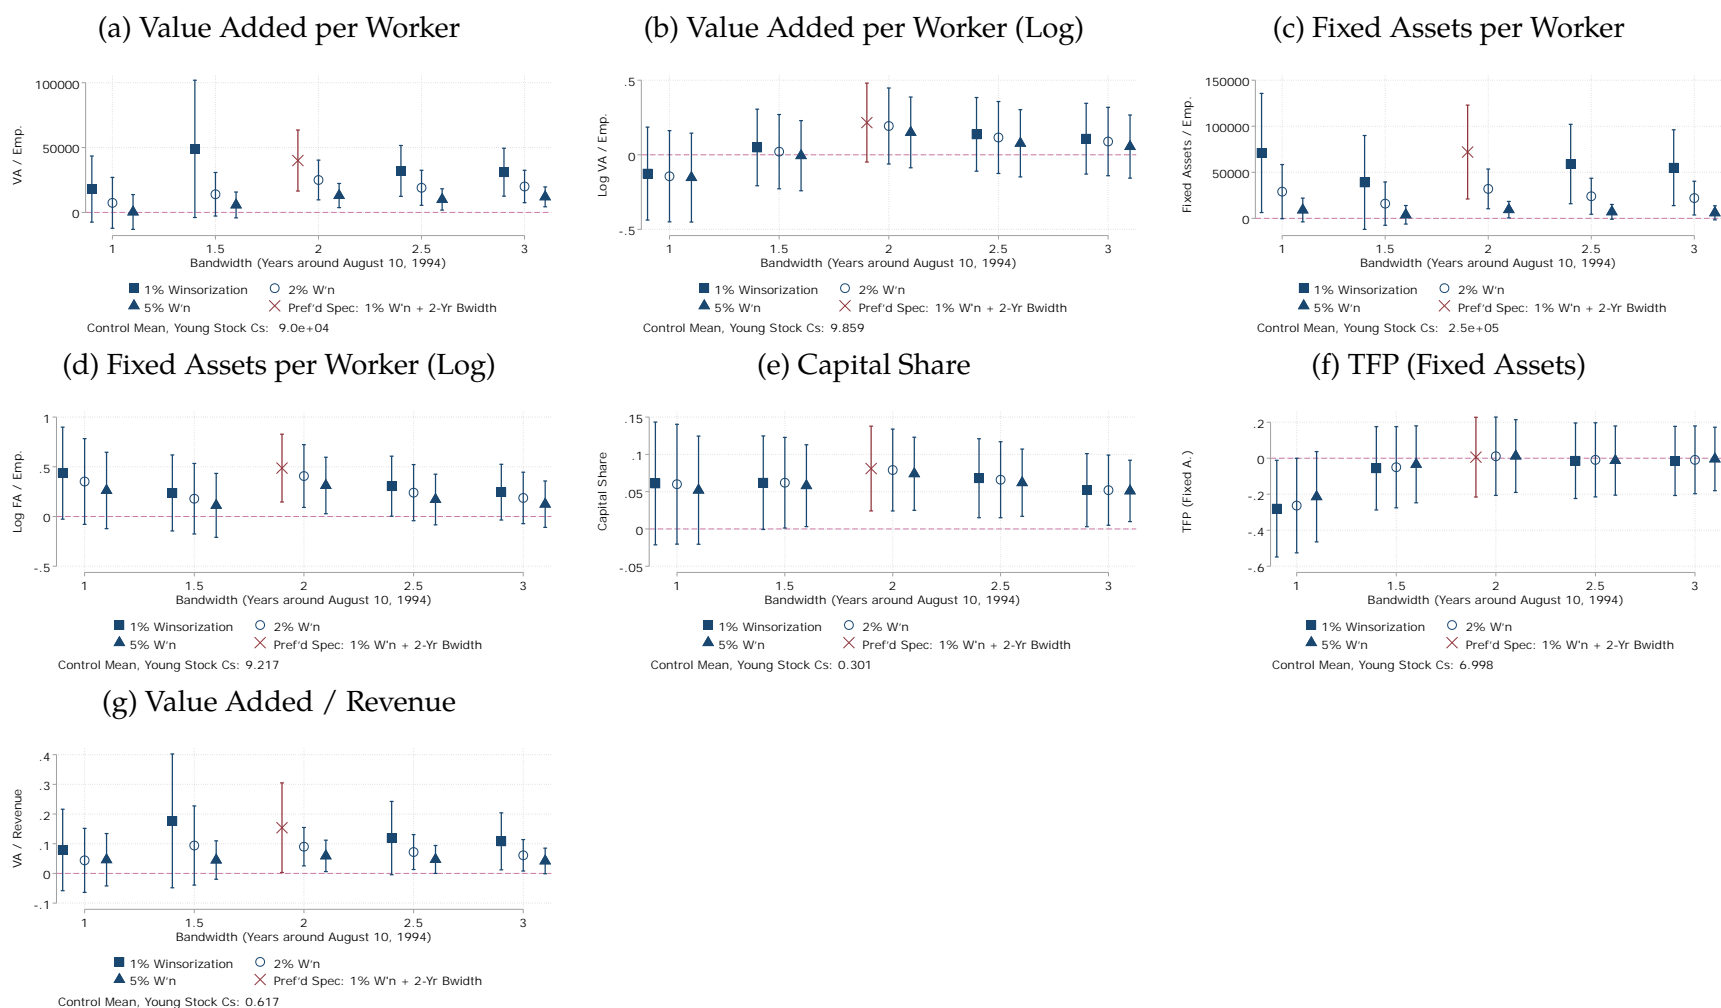 (a) Value Added per Worker
100000
50000
0
VA / Emp.
1 1.5 2 2.5 3
Bandwidth (Years around August 10, 1994)
1% Winsorization 2% W'n
5% W'n Pref'd Spec: 1% W'n + 2-Yr Bwidth
Control Mean, Young Stock Cs: 9.0e+04
(b) Value Added per Worker (Log)
.5
0
-.5
Log VA / Emp.
1 1.5 2 2.5 3
Bandwidth (Years around August 10, 1994)
1% Winsorization 2% W'n
5% W'n Pref'd Spec: 1% W'n + 2-Yr Bwidth
Control Mean, Young Stock Cs: 9.859
(c) Fixed Assets per Worker
150000
100000
50000
0
Fixed Assets / Emp.
1 1.5 2 2.5 3
Bandwidth (Years around August 10, 1994)
1% Winsorization 2% W'n
5% W'n Pref'd Spec: 1% W'n + 2-Yr Bwidth
Control Mean, Young Stock Cs: 2.5e+05
(d) Fixed Assets per Worker (Log)
1
.5
0
-.5
Log FA / Emp.
1 1.5 2 2.5 3
Bandwidth (Years around August 10, 1994)
1% Winsorization 2% W'n
5% W'n Pref'd Spec: 1% W'n + 2-Yr Bwidth
Control Mean, Young Stock Cs: 9.217
(e) Capital Share
.15
.1
.05
0
-.05
Capital Share
1 1.5 2 2.5 3
Bandwidth (Years around August 10, 1994)
1% Winsorization 2% W'n
5% W'n Pref'd Spec: 1% W'n + 2-Yr Bwidth
Control Mean, Young Stock Cs: 0.301
(f) TFP (Fixed Assets)
.2
0
-.2
-.4
-.6
TFP (Fixed A.)
1 1.5 2 2.5 3
Bandwidth (Years around August 10, 1994)
1% Winsorization 2% W'n
5% W'n Pref'd Spec: 1% W'n + 2-Yr Bwidth
Control Mean, Young Stock Cs: 6.998
(g) Value Added / Revenue
.4
.3
.2
.1
0
-.1
VA / Revenue
1 1.5 2 2.5 3
Bandwidth (Years around August 10, 1994)
1% Winsorization 2% W'n
5% W'n Pref'd Spec: 1% W'n + 2-Yr Bwidth
Control Mean, Young Stock Cs: 0.617